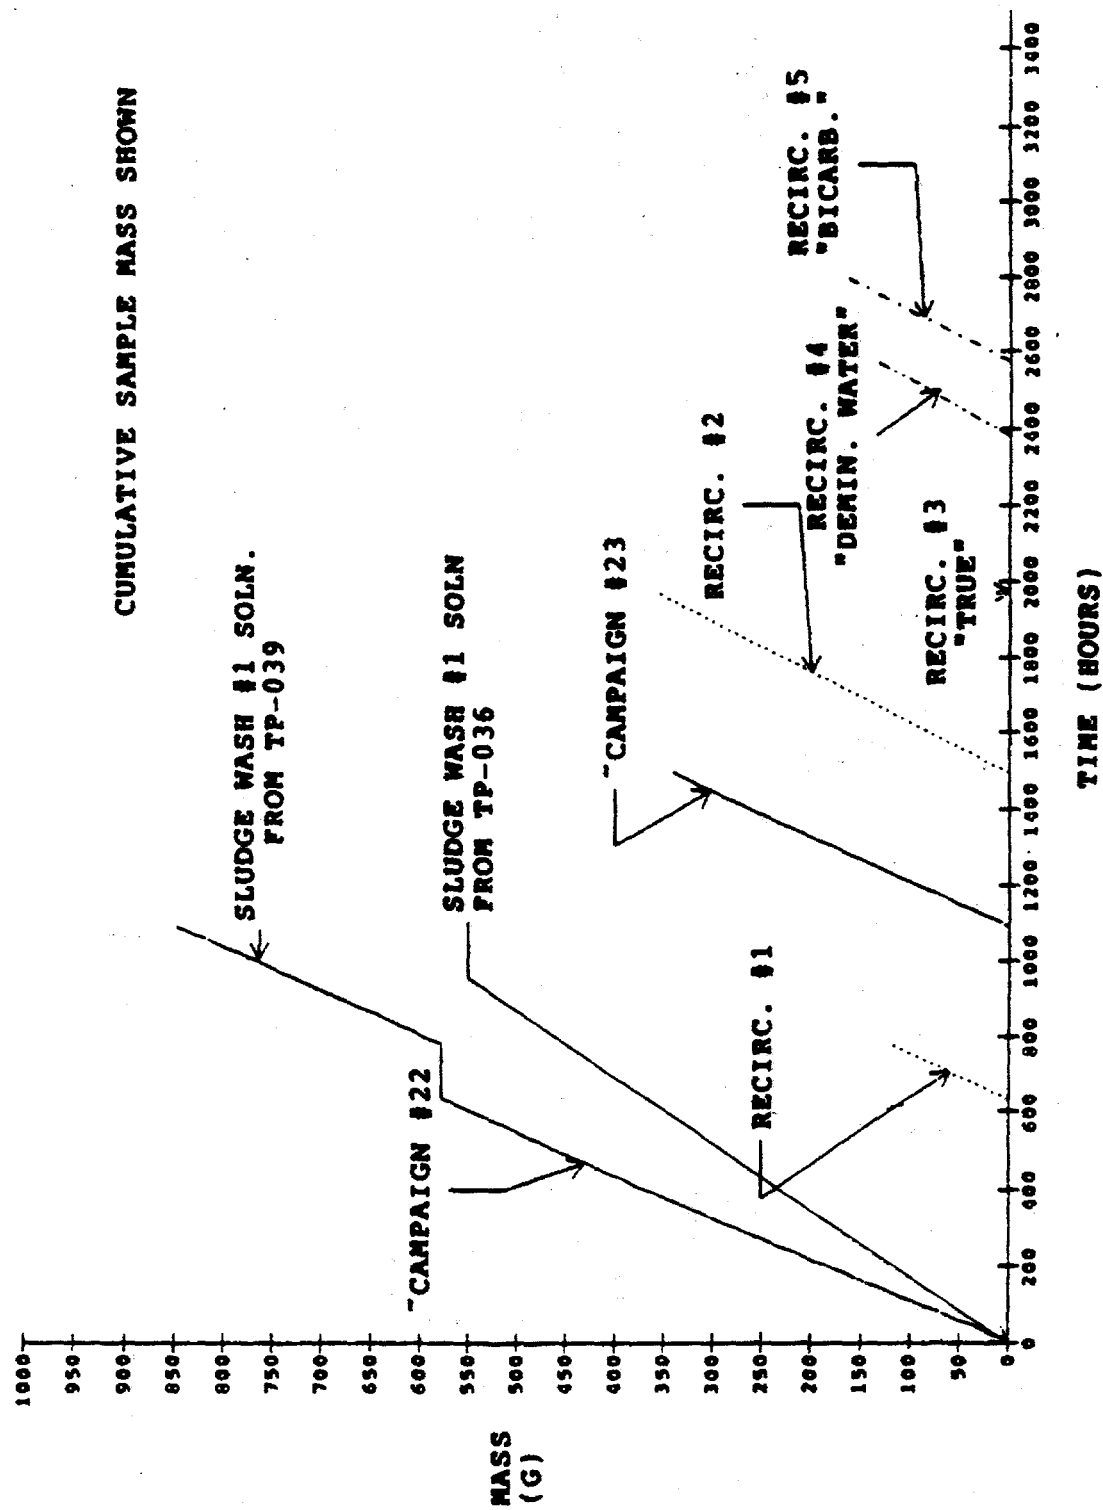 CUMULATIVE SAMPLE MASS SHOWN
SLUDGE WASH #1 SOLN.
FROM TP-039
SLUDGE WASH #1 SOLN
FROM TP-036
~CAMPAIGN #22
~CAMPAIGN #23
RECIRC. #1
RECIRC. #2
RECIRC. #3
"TRUE"
RECIRC. #4
"DEMIN. WATER"
RECIRC. #5
"BICARB."
MASS
(G)
1000
950
900
850
800
750
700
650
600
550
500
450
400
350
300
250
200
150
100
50
0
0
200
400
600
800
1000
1200
1400
1600
1800
2000
2200
2400
2600
2800
3000
3200
3400
TIME (HOURS)